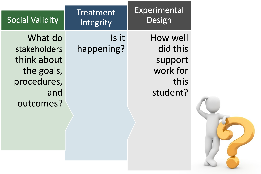 Social Validity
What do
stakeholders
think about
the goals,
procedures,
and
outcomes?
Treatment
Integrity
Is it
happening?
Experimental
Design
How well
did this
support
work for
this
student?